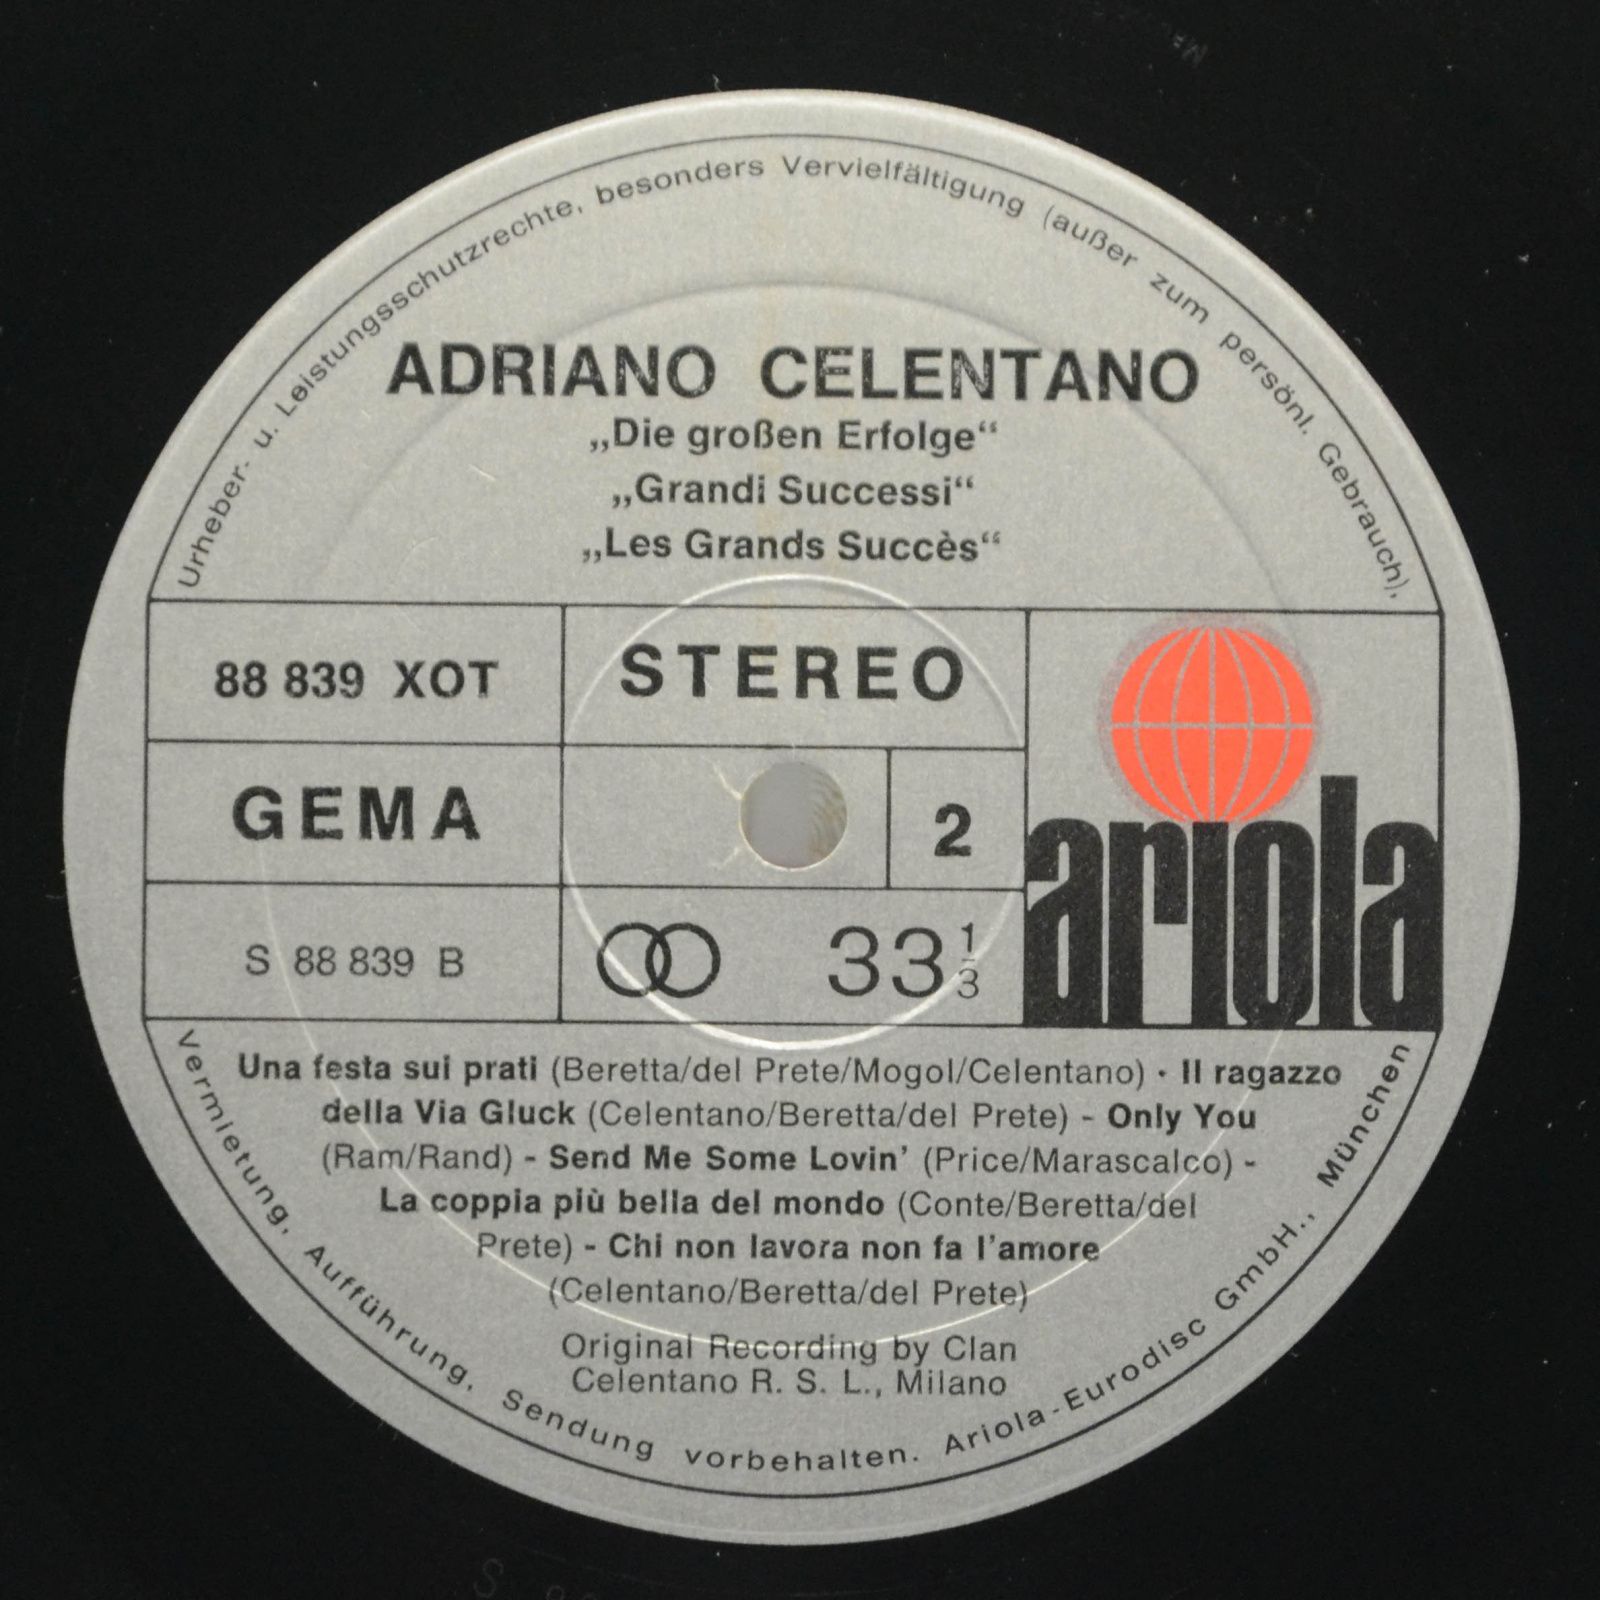 Urheber- u. Leistungsschutzrechte, besonders Vervielfältigung (außer zum persönl. Gebrauch),
ADRIANO CELENTANO
„Die großen Erfolge“
„Grandi Successi“
„Les Grands Succès“
88 839 XOT
STEREO
GEMA
2
ariola
S 88 839 B
33 1/3
Una festa sui prati (Beretta/del Prete/Mogol/Celentano) · Il ragazzo
della Via Gluck (Celentano/Beretta/del Prete) - Only You
(Ram/Rand) - Send Me Some Lovin’ (Price/Marascalco) -
La coppia più bella del mondo (Conte/Beretta/del
Prete) - Chi non lavora non fa l’amore
(Celentano/Beretta/del Prete)
Original Recording by Clan
Celentano R. S. L., Milano
Vermietung, Aufführung, Sendung vorbehalten. Ariola-Eurodisc GmbH., München